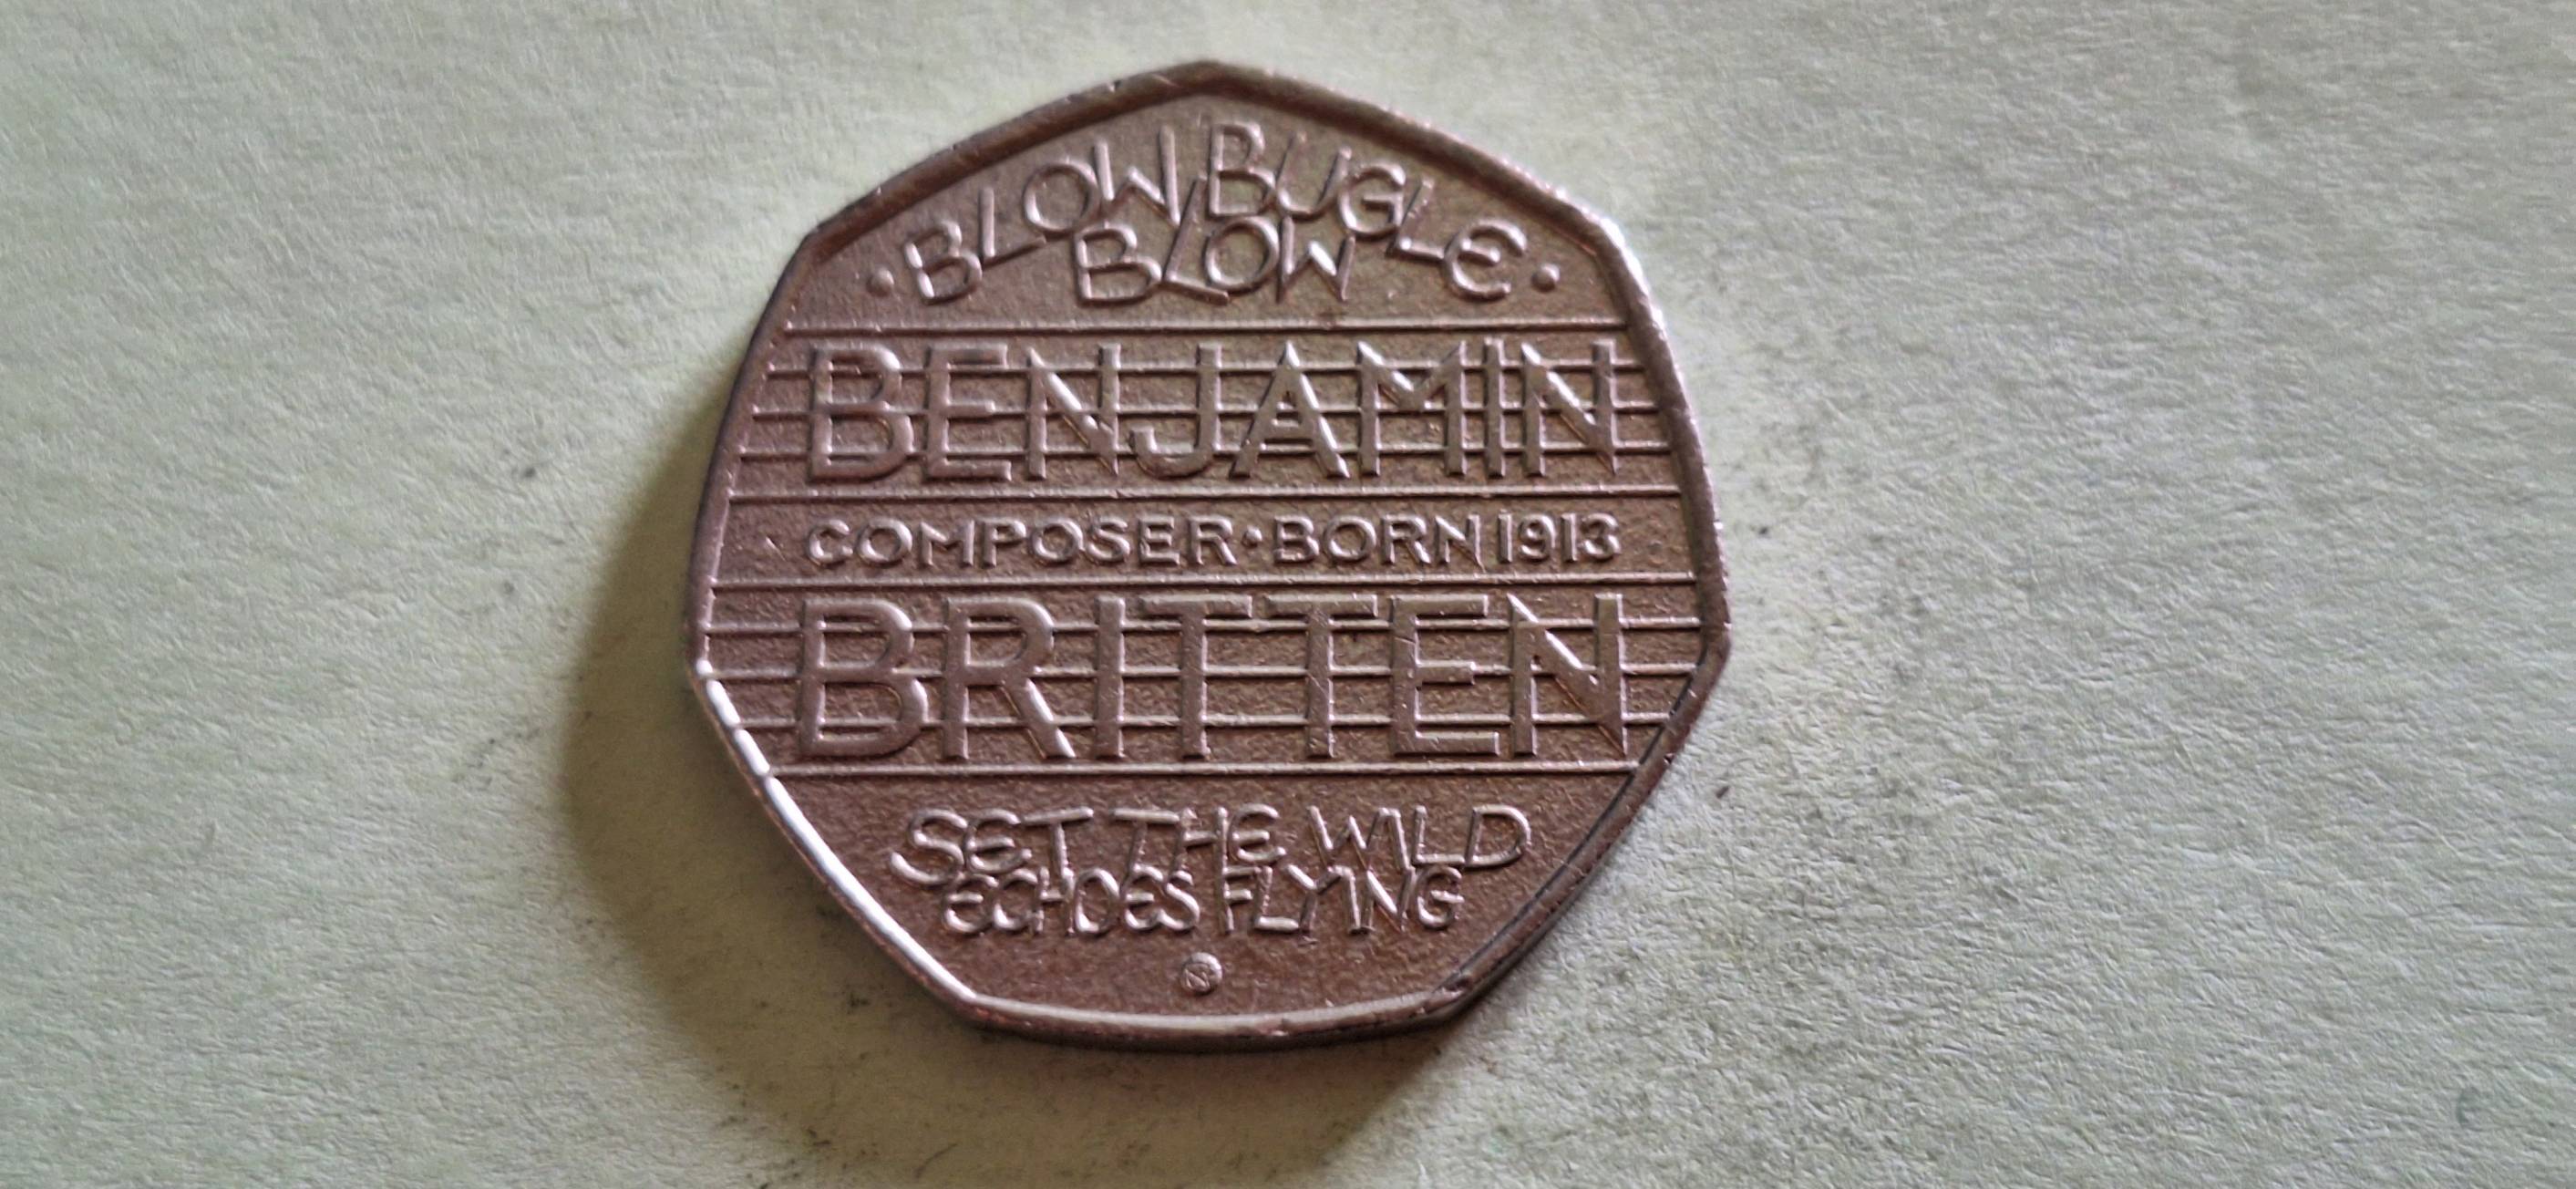 ·BLOW BUGLE·
BLOW
BENJAMIN
COMPOSER·BORN 1913
BRITTEN
SET THE WILD
ECHOES FLYING